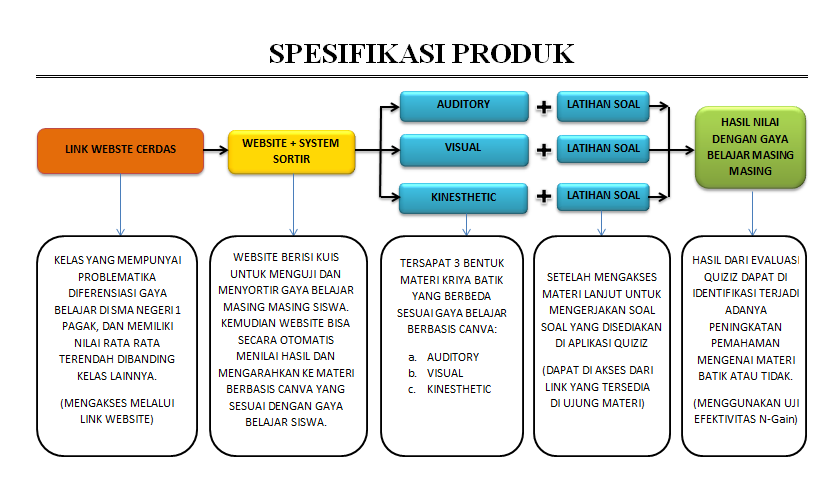 SPESIFIKASI PRODUK
LINK WEBSTE CERDAS
WEBSITE + SYSTEM
SORTIR
AUDITORY
+
LATIHAN SOAL
VISUAL
+
LATIHAN SOAL
KINESTHETIC
+
LATIHAN SOAL
HASIL NILAI
DENGAN GAYA
BELAJAR MASING
MASING
KELAS YANG MEMPUNYAI
PROBLEMATIKA
DIFERENSIASI GAYA
BELAJAR DI SMA NEGERI 1
PAGAK, DAN MEMILIKI
NILAI RATA RATA
TERENDAH DIBANDING
KELAS LAINNYA.
(MENGAKSES MELALUI
LINK WEBSITE)
WEBSITE BERISI KUIS
UNTUK MENGUJI DAN
MENYORTIR GAYA BELAJAR
MASING MASING SISWA.
KEMUDIAN WEBSITE BISA
SECARA OTOMATIS
MENILAI HASIL DAN
MENGARAHKAN KE MATERI
BERBASIS CANVA YANG
SESUAI DENGAN GAYA
BELAJAR SISWA.
TERSAPAT 3 BENTUK
MATERI KRIYA BATIK
YANG BERBEDA
SESUAI GAYA BELAJAR
BERBASIS CANVA:
a. AUDITORY
b. VISUAL
c. KINESTHETIC
SETELAH MENGAKSES
MATERI LANJUT UNTUK
MENGERJAKAN SOAL
SOAL YANG DISEDIAKAN
DI APLIKASI QUIZIZ
(DAPAT DI AKSES DARI
LINK YANG TERSEDIA
DI UJUNG MATERI)
HASIL DARI EVALUASI
QUIZIZ DAPAT DI
IDENTIFIKASI TERJADI
ADANYA
PENINGKATAN
PEMAHAMAN
MENGENAI MATERI
BATIK ATAU TIDAK.
(MENGGUNAKAN UJI
EFEKTIVITAS N-Gain)